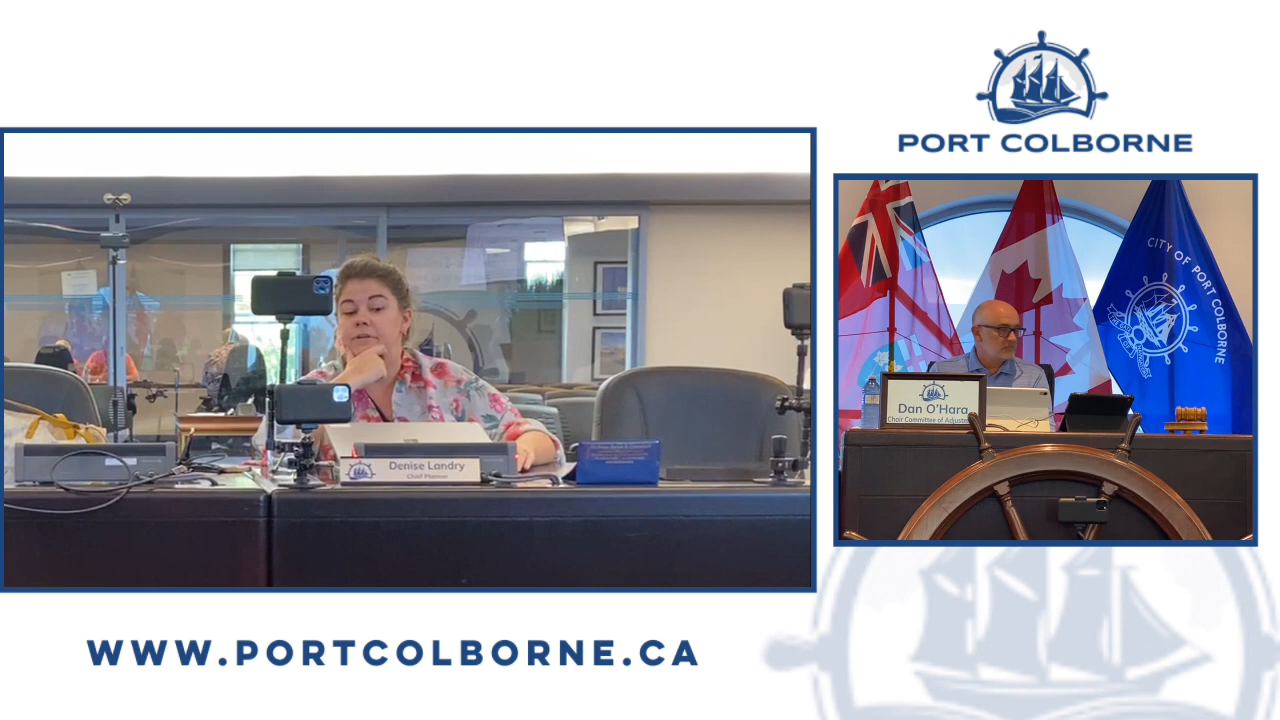 PORT COLBORNE
CITY OF PORT COLBORNE
Dan O'Hara
Chair Committee of Adjustment
Denise Landry
Chief Planner
WWW.PORTCOLBORNE.CA